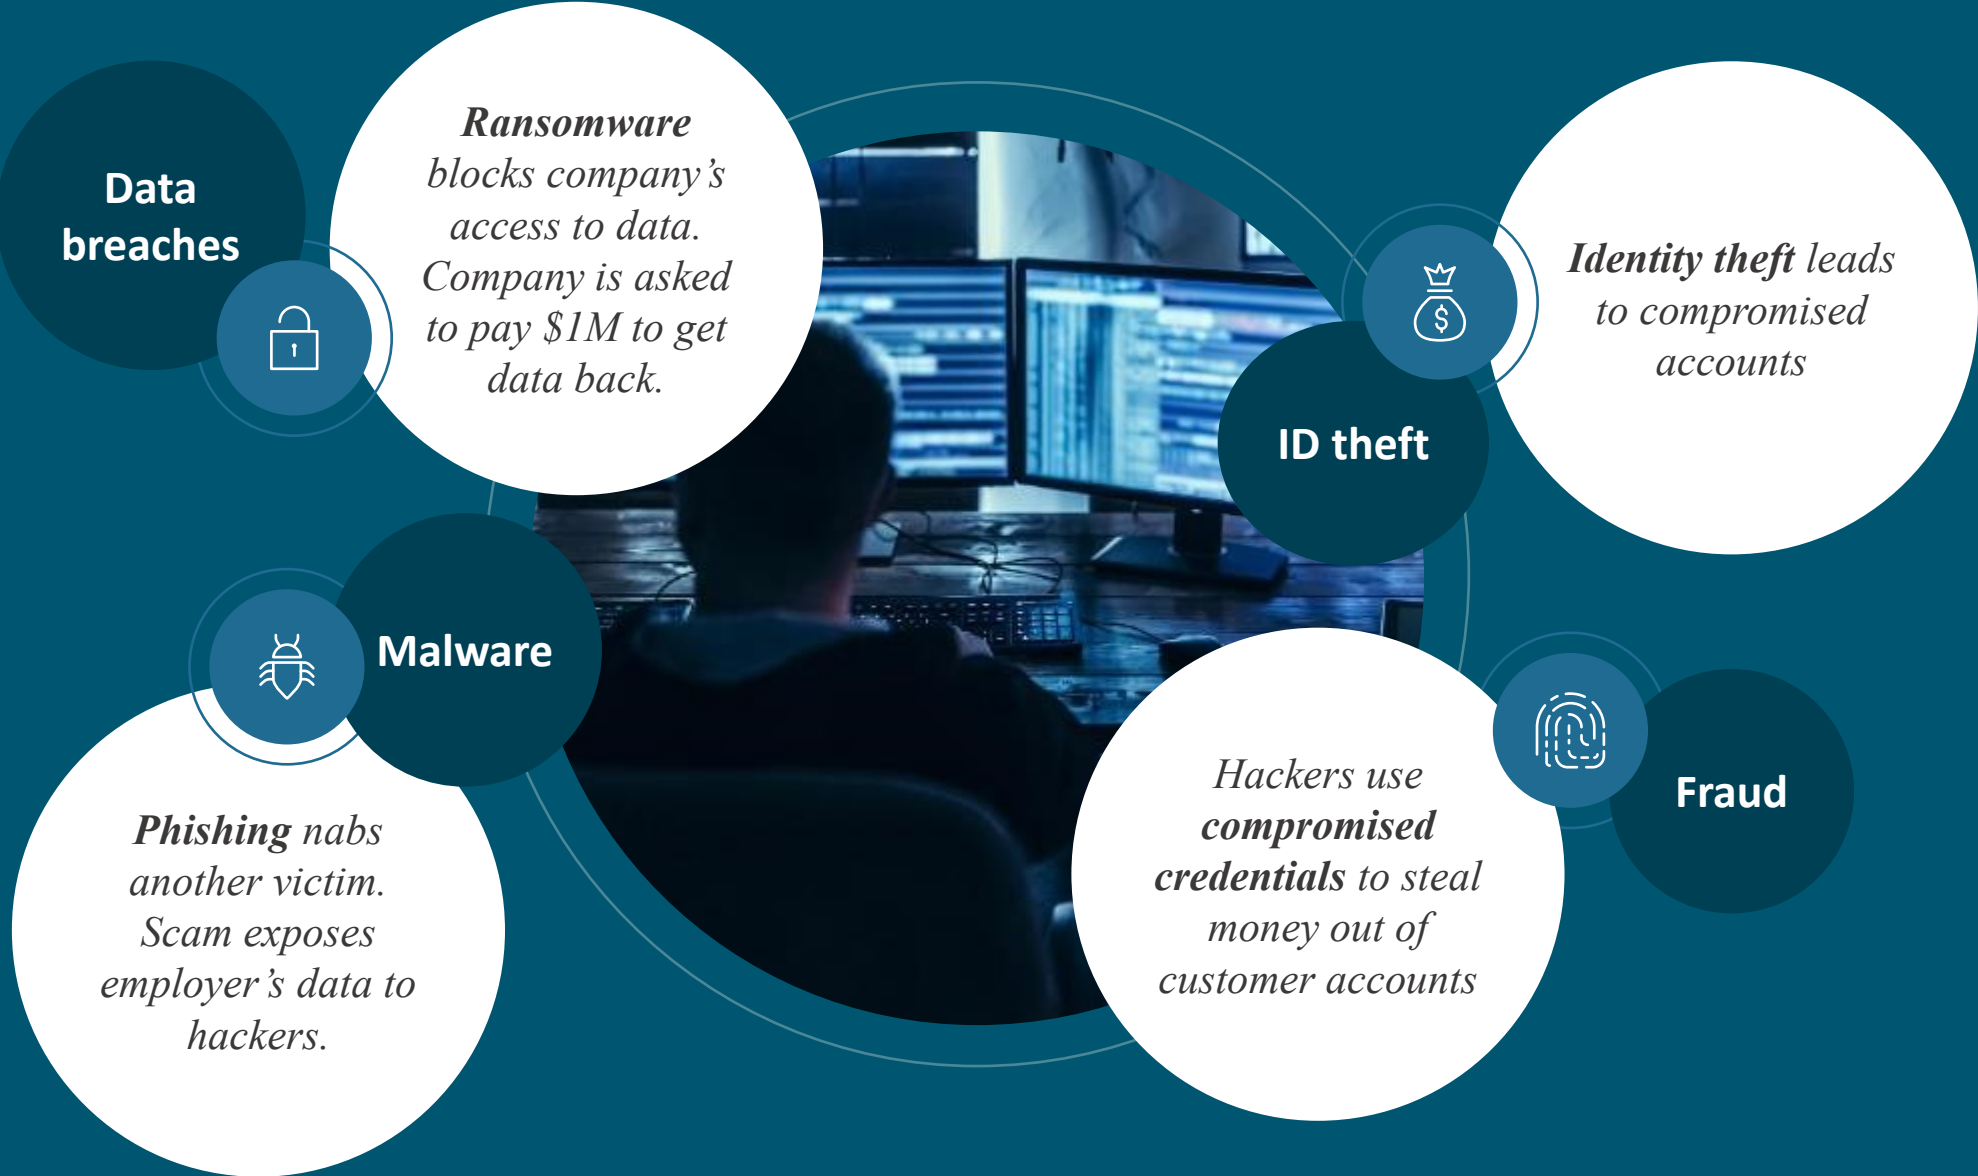 Data
breaches
Ransomware
blocks company’s
access to data.
Company is asked
to pay $1M to get
data back.
ID theft
Identity theft leads
to compromised
accounts
Malware
Phishing nabs
another victim.
Scam exposes
employer’s data to
hackers.
Hackers use
compromised
credentials to steal
money out of
customer accounts
Fraud